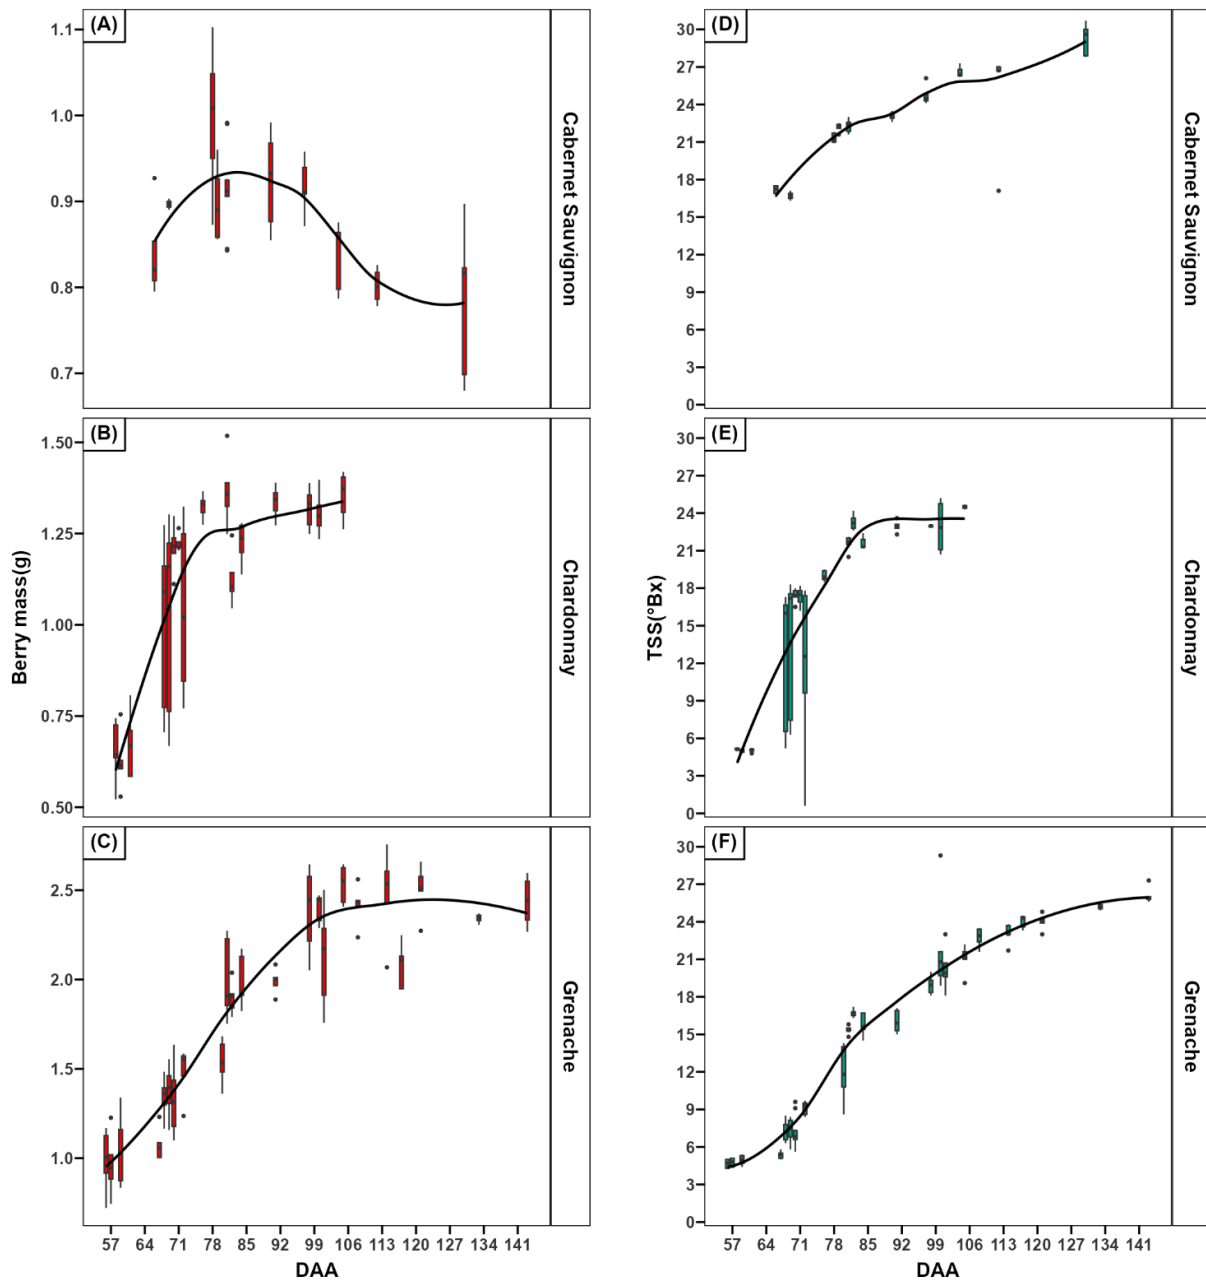 (A)
1.1
1.0
0.9
0.8
0.7
Cabernet Sauvignon
(D)
30
27
24
21
18
15
12
9
6
3
0
Cabernet Sauvignon
(B)
1.50
1.25
1.00
0.75
0.50
Berry mass(g)
Chardonnay
(E)
30
27
24
21
18
15
12
9
6
3
0
TSS(°Bx)
Chardonnay
(C)
2.5
2.0
1.5
1.0
Grenache
57 64 71 78 85 92 99 106 113 120 127 134 141
DAA
(F)
30
27
24
21
18
15
12
9
6
3
0
Grenache
57 64 71 78 85 92 99 106 113 120 127 134 141
DAA